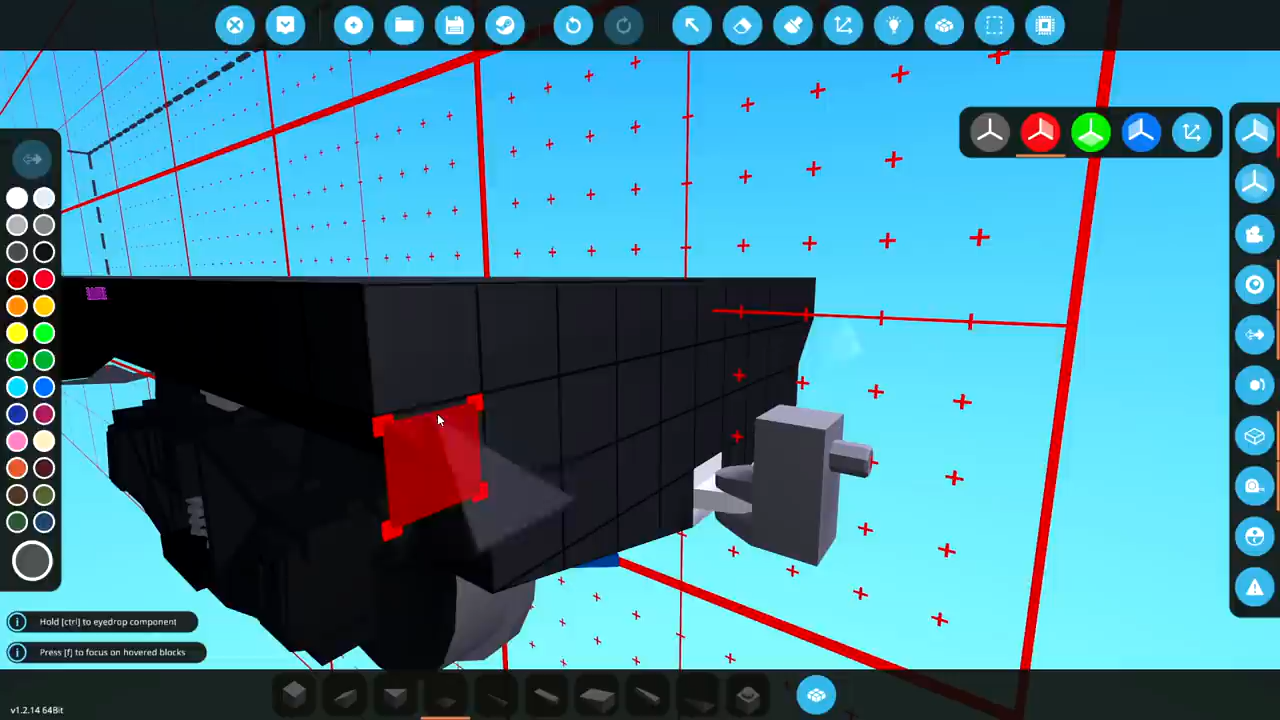 Hold [ctrl] to eyedrop component
Press [f] to focus on hovered blocks
v1.2.14 64Bit